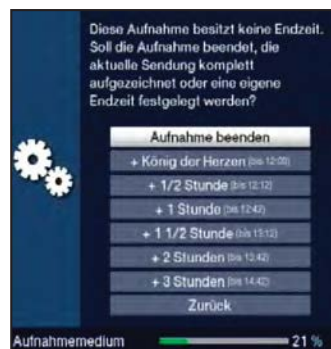 Diese Aufnahme besitzt keine Endzeit.
Soll die Aufnahme beendet, die
aktuelle Sendung komplett
aufgezeichnet oder eine eigene
Endzeit festgelegt werden?
Aufnahme beenden
+ König der Herzen (bis 12:00)
+ 1/2 Stunde (bis 12:12)
+ 1 Stunde (bis 12:42)
+ 1 1/2 Stunde (bis 13:12)
+ 2 Stunden (bis 13:42)
+ 3 Stunden (bis 14:42)
Zurück
Aufnahmemedium 21 %